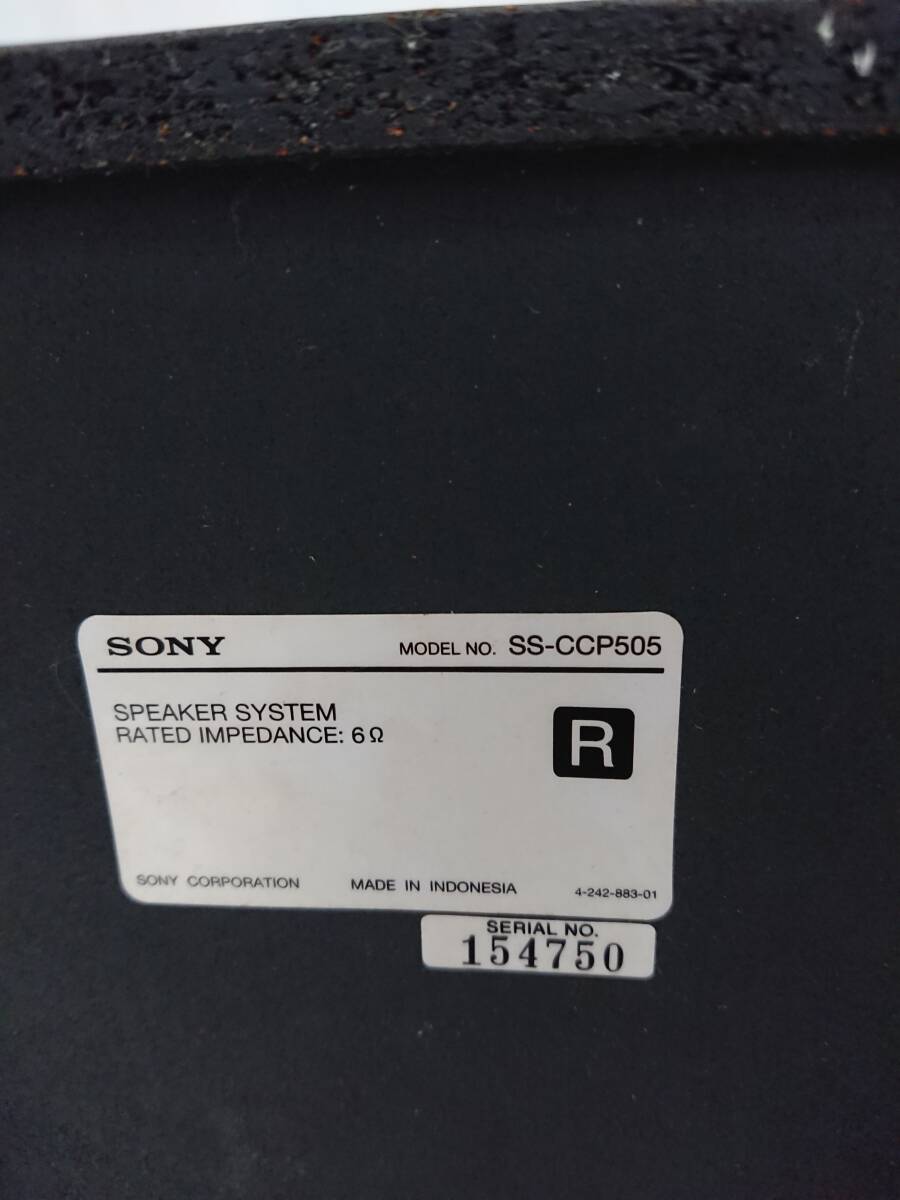 SONY MODEL NO. SS-CCP505
SPEAKER SYSTEM
RATED IMPEDANCE: 6Ω
R
SONY CORPORATION MADE IN INDONESIA 4-242-883-01
SERIAL NO.
154750